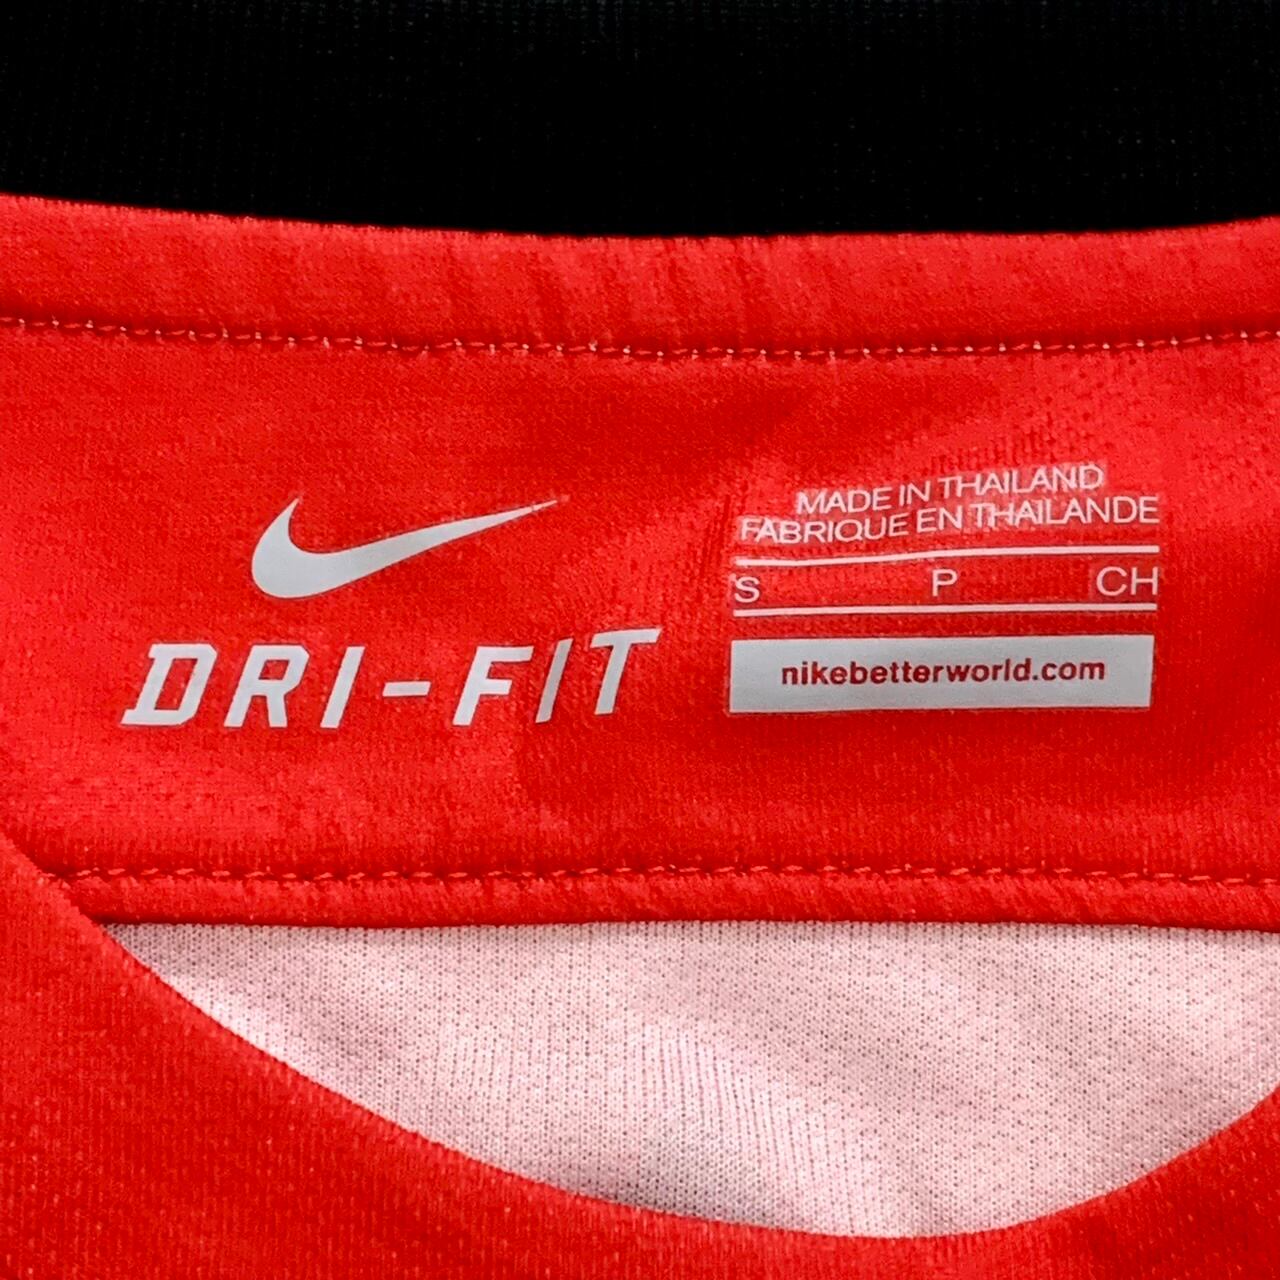 DRI-FIT
MADE IN THAILAND
FABRIQUE EN THAILANDE
S P CH
nikebetterworld.com